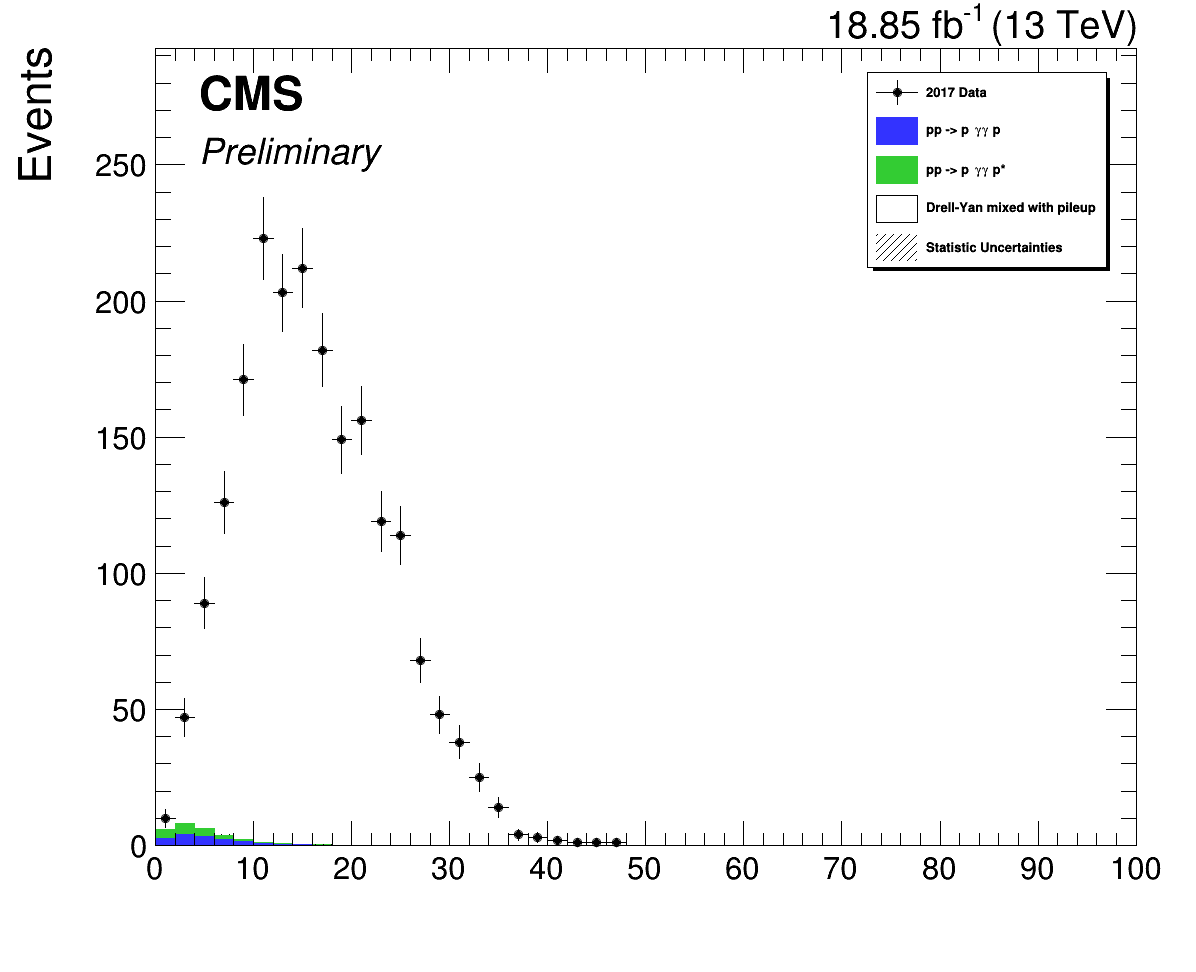 18.85 fb⁻¹ (13 TeV)
Events
CMS
Preliminary
2017 Data
pp -> p γγ p
pp -> p γγ p*
Drell-Yan mixed with pileup
Statistic Uncertainties
250
200
150
100
50
0
0 10 20 30 40 50 60 70 80 90 100